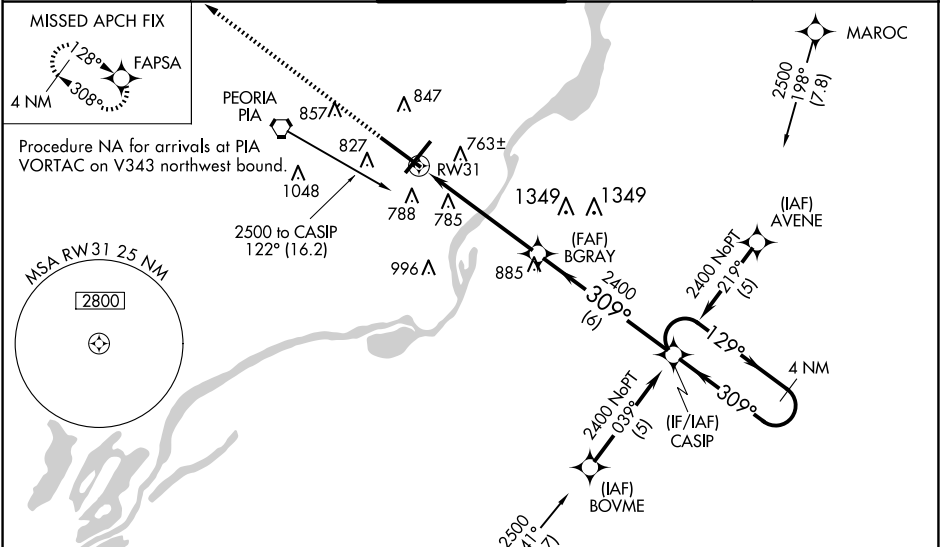 MISSED APCH FIX
128°
FAPSA
308°
4 NM
Procedure NA for arrivals at PIA
VORTAC on V343 northwest bound.
PEORIA
PIA
857
847
827
763±
RW31
1048
788
785
2500 to CASIP
122° (16.2)
996
885
1349
1349
(FAF)
BGRAY
MAROC
2500
198°
(7.8)
(IAF)
AVENE
2400 NoPT
219°
(5)
2400
309°
(6)
129°
4 NM
309°
(IF/IAF)
CASIP
2400 NoPT
039°
(5)
(IAF)
BOVME
2500
MSA RW 31 25 NM
2800